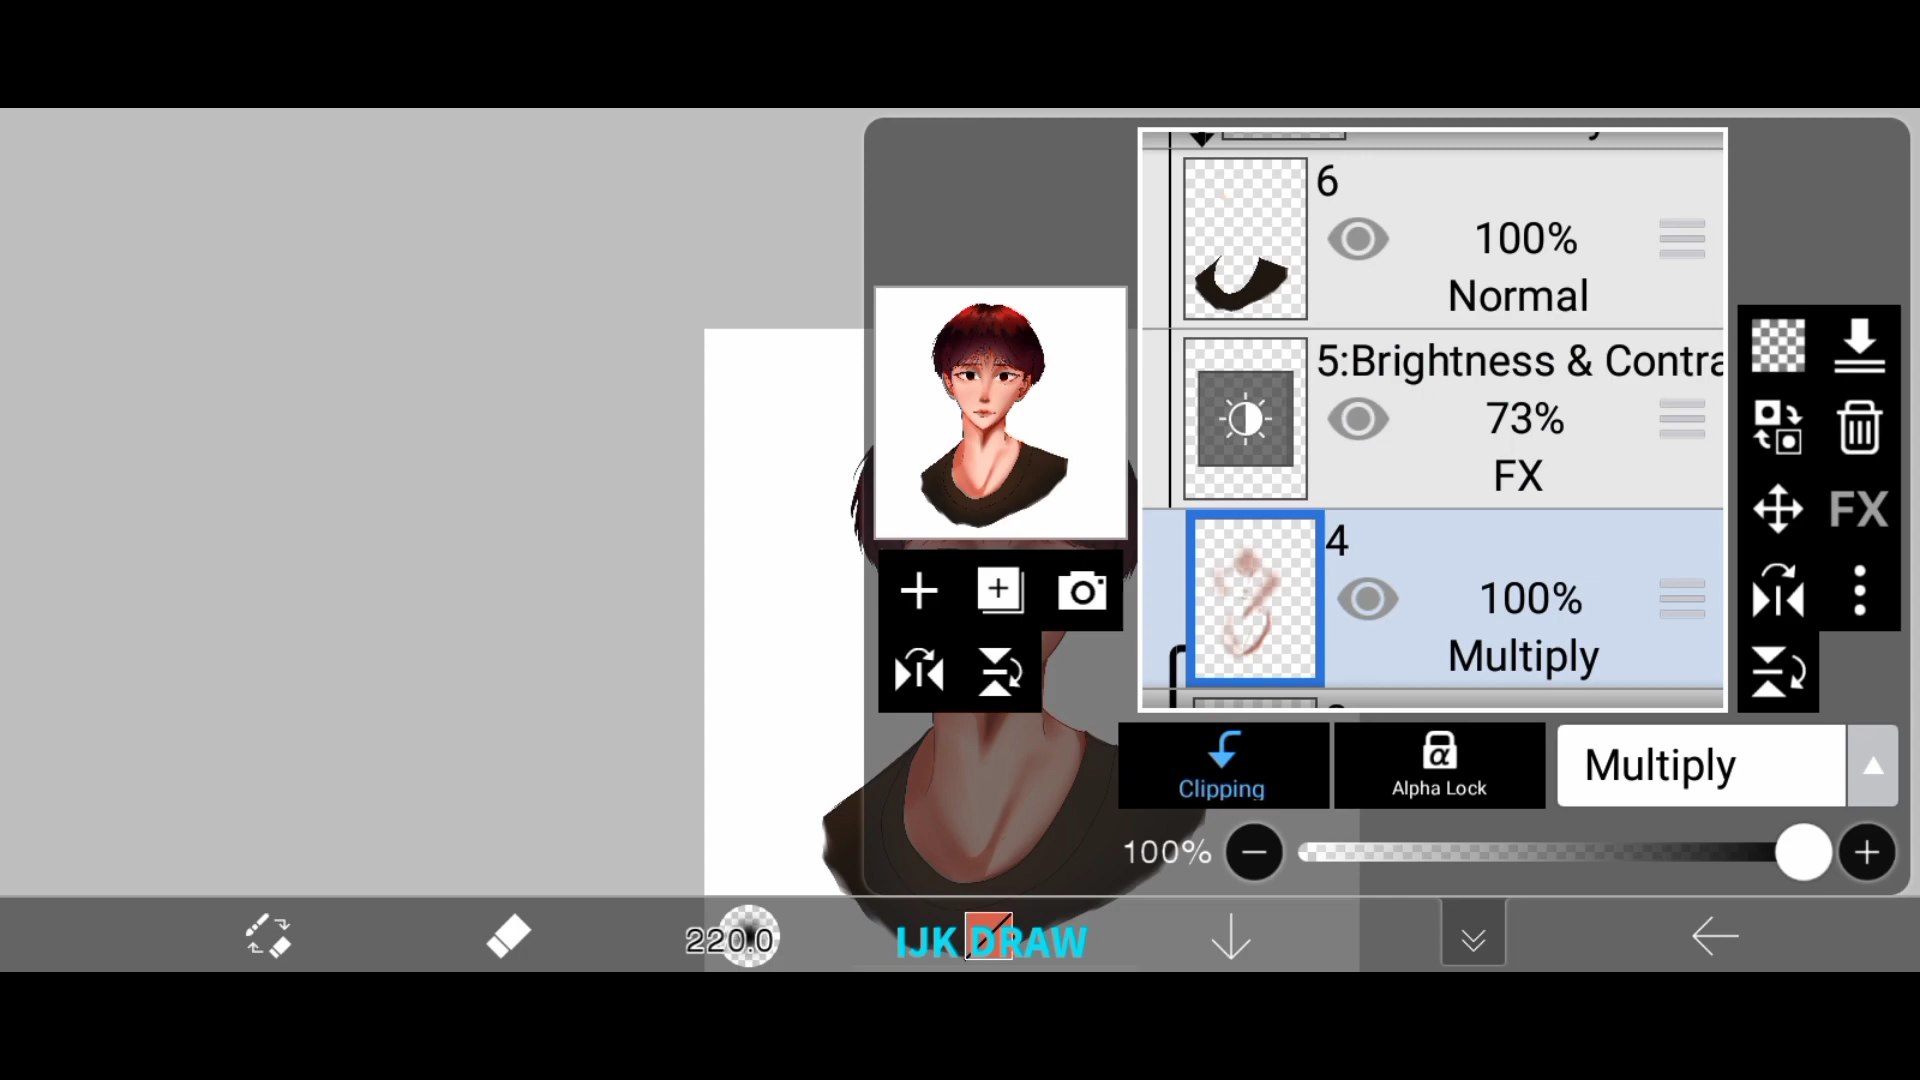 6
100%
Normal
5:Brightness & Contra
73%
FX
4
100%
Multiply
FX
Clipping
α
Alpha Lock
Multiply
100%
220.0
IJK DRAW